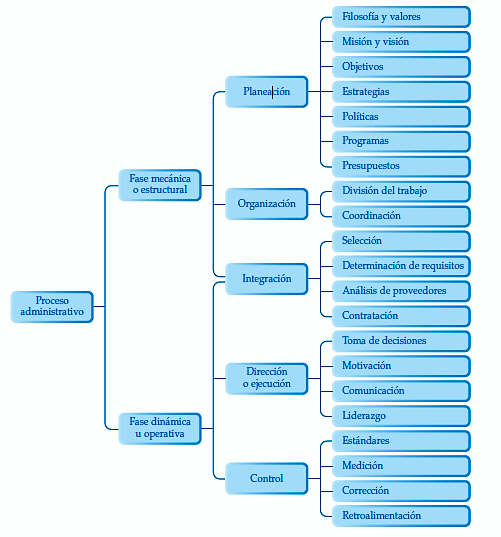 Proceso
administrativo
Fase mecánica
o estructural
Planeación
Filosofía y valores
Misión y visión
Objetivos
Estrategias
Políticas
Programas
Presupuestos
Organización
División del trabajo
Coordinación
Integración
Selección
Determinación de requisitos
Análisis de proveedores
Contratación
Fase dinámica
u operativa
Dirección
o ejecución
Toma de decisiones
Motivación
Comunicación
Liderazgo
Control
Estándares
Medición
Corrección
Retroalimentación